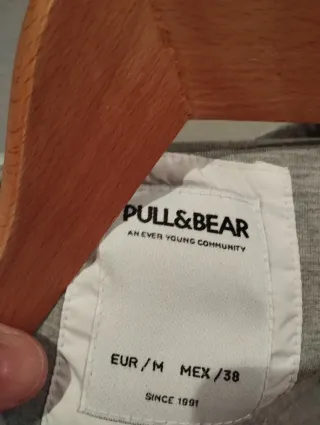 PULL&BEAR
AN EVER YOUNG COMMUNITY
EUR/M MEX/38
SINCE 1991